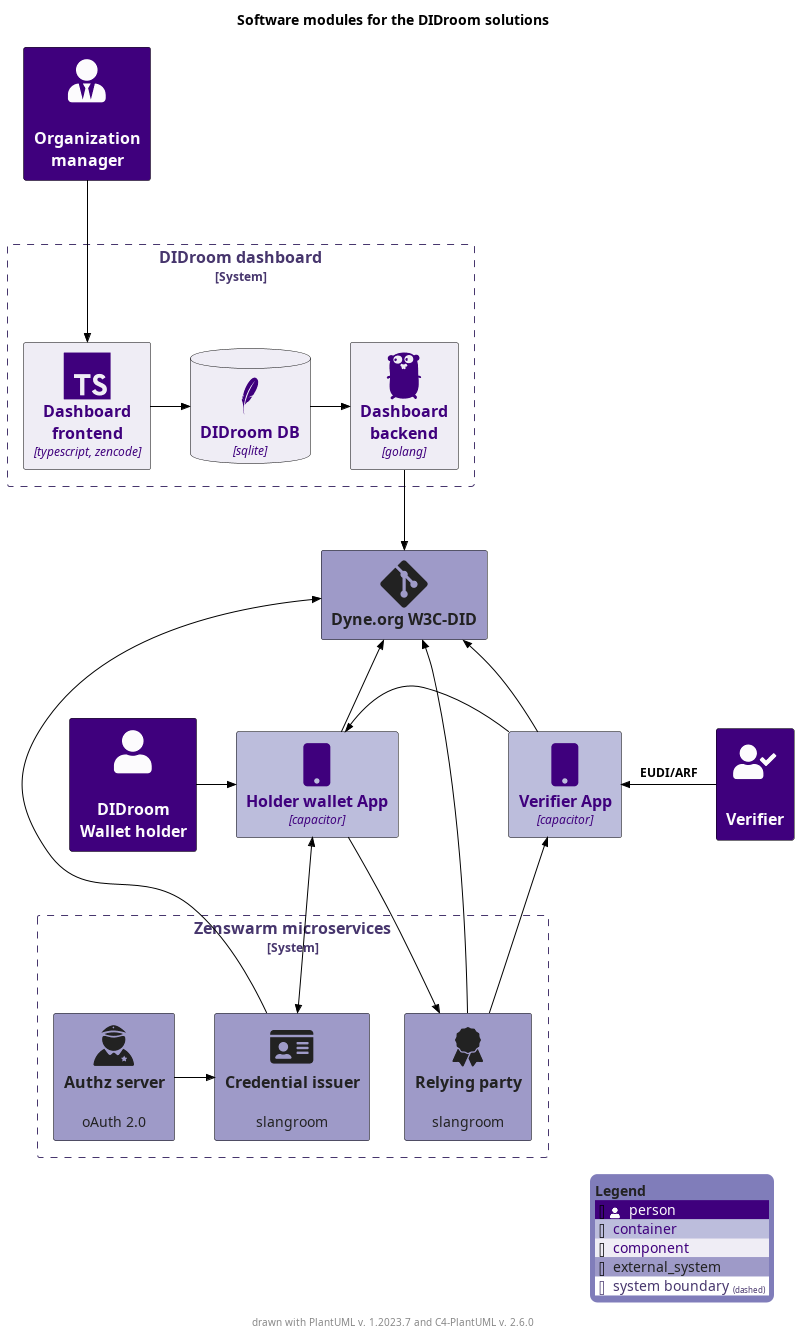 Software modules for the DIDroom solutions
Organization
manager
DIDroom dashboard
[System]
TS
Dashboard
frontend
[typescript, zencode]
DIDroom DB
[sqlite]
Dashboard
backend
[golang]
Dyne.org W3C-DID
DIDroom
Wallet holder
Holder wallet App
[capacitor]
Verifier App
[capacitor]
EUDI/ARF
Verifier
Zenswarm microservices
[System]
Authz server
oAuth 2.0
Credential issuer
slangroom
Relying party
slangroom
Legend
person
container
component
external_system
system boundary (dashed)
drawn with PlantUML v. 1.2023.7 and C4-PlantUML v. 2.6.0